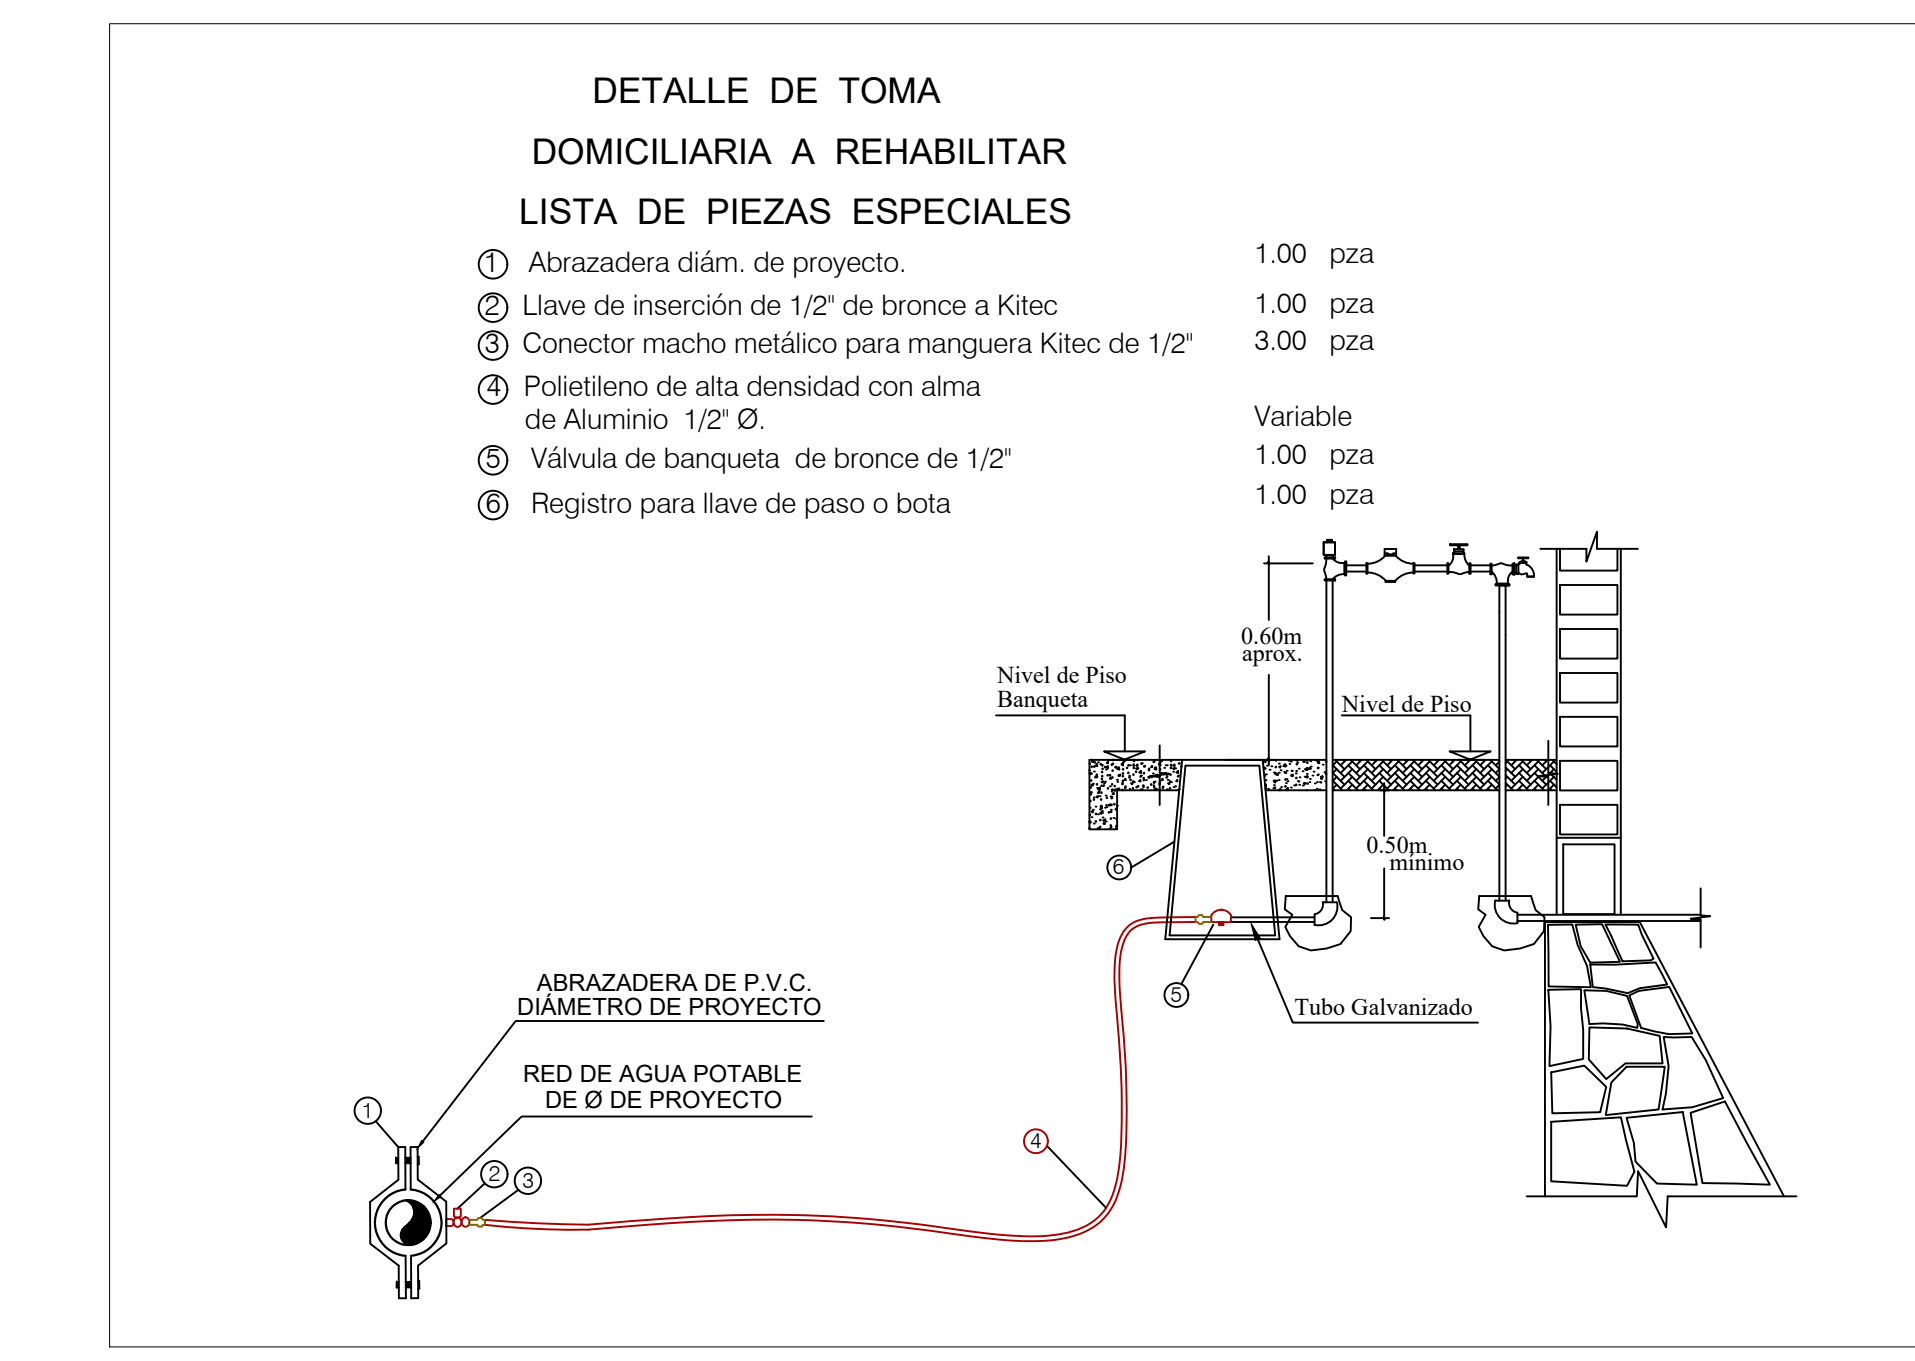 DETALLE DE TOMA
DOMICILIARIA A REHABILITAR
LISTA DE PIEZAS ESPECIALES
1 Abrazadera diám. de proyecto. 1.00 pza
2 Llave de inserción de 1/2" de bronce a Kitec 1.00 pza
3 Conector macho metálico para manguera Kitec de 1/2" 3.00 pza
4 Polietileno de alta densidad con alma
de Aluminio 1/2" Ø. Variable
5 Válvula de banqueta de bronce de 1/2" 1.00 pza
6 Registro para llave de paso o bota 1.00 pza
0.60m
aprox.
Nivel de Piso
Banqueta
Nivel de Piso
0.50m
mínimo
6
5
Tubo Galvanizado
ABRAZADERA DE P.V.C.
DIÁMETRO DE PROYECTO
RED DE AGUA POTABLE
DE Ø DE PROYECTO
1
4
2
3